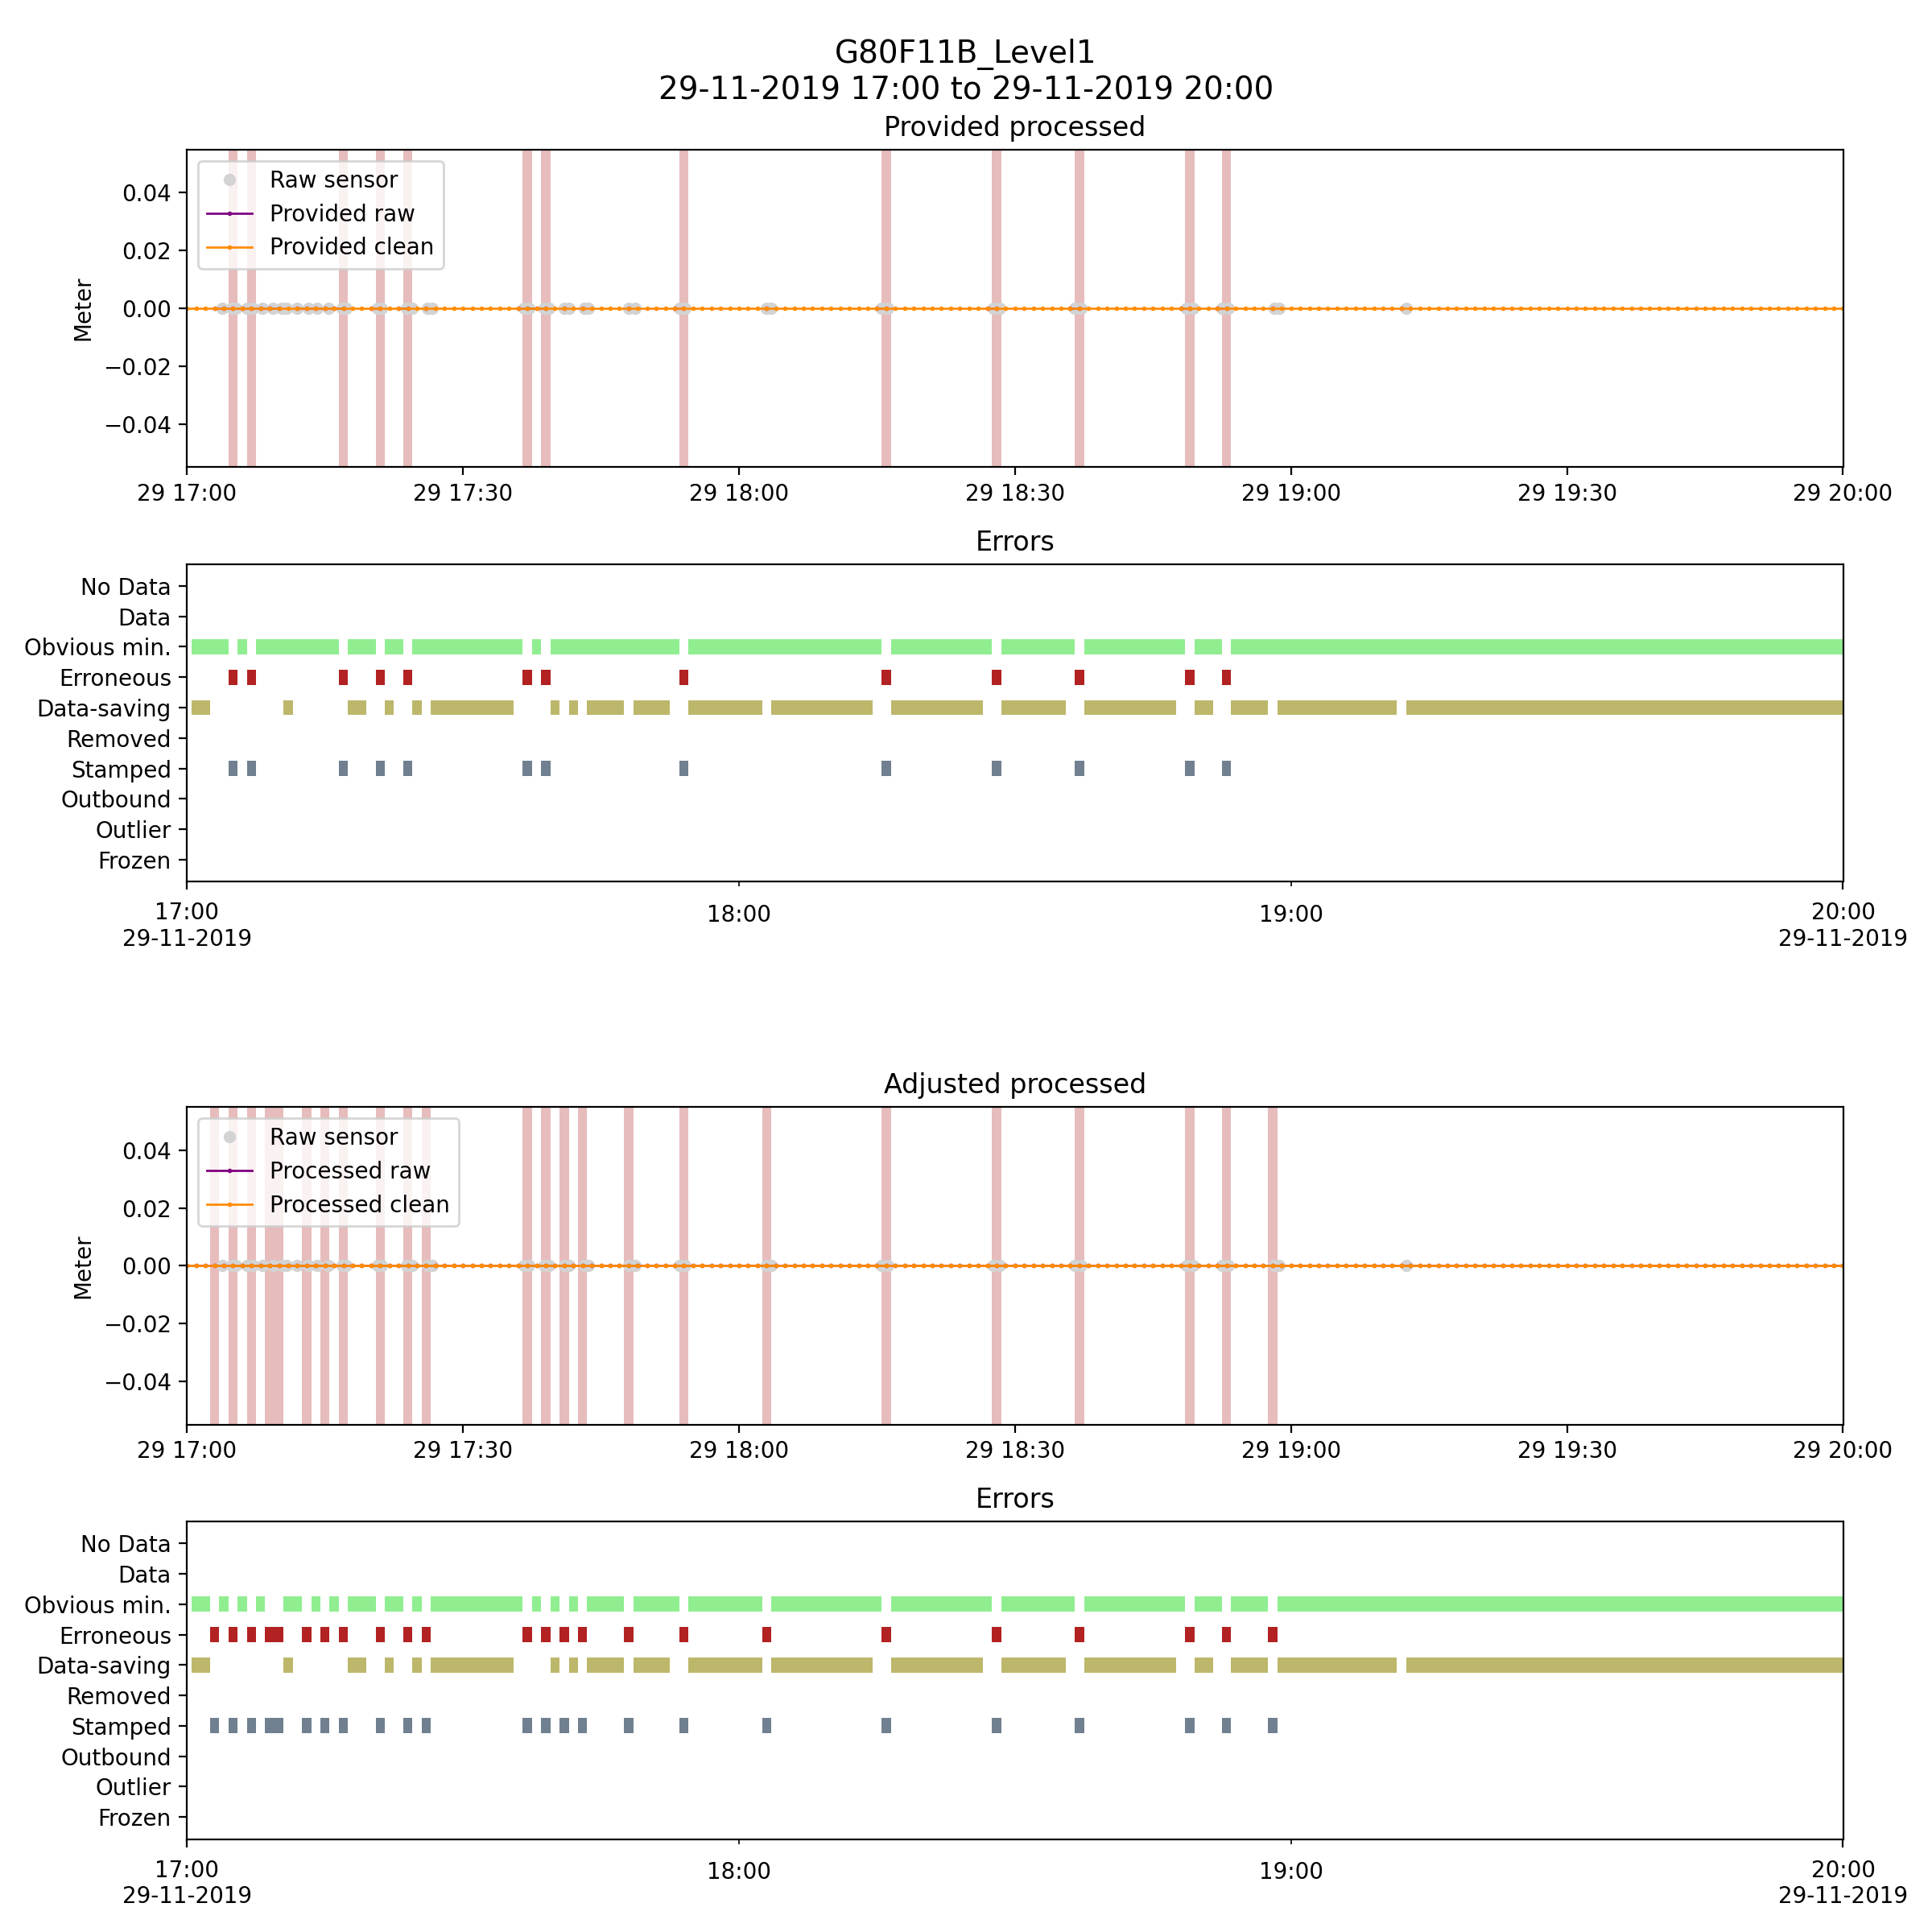 G80F11B_Level1
29-11-2019 17:00 to 29-11-2019 20:00
Provided processed
Raw sensor
Provided raw
Provided clean
0.04
0.02
0.00
−0.02
−0.04
Meter
29 17:00 29 17:30 29 18:00 29 18:30 29 19:00 29 19:30 29 20:00
Errors
No Data
Data
Obvious min.
Erroneous
Data-saving
Removed
Stamped
Outbound
Outlier
Frozen
17:00 18:00 19:00 20:00
29-11-2019 29-11-2019
Adjusted processed
Raw sensor
Processed raw
Processed clean
0.04
0.02
0.00
−0.02
−0.04
Meter
29 17:00 29 17:30 29 18:00 29 18:30 29 19:00 29 19:30 29 20:00
Errors
No Data
Data
Obvious min.
Erroneous
Data-saving
Removed
Stamped
Outbound
Outlier
Frozen
17:00 18:00 19:00 20:00
29-11-2019 29-11-2019